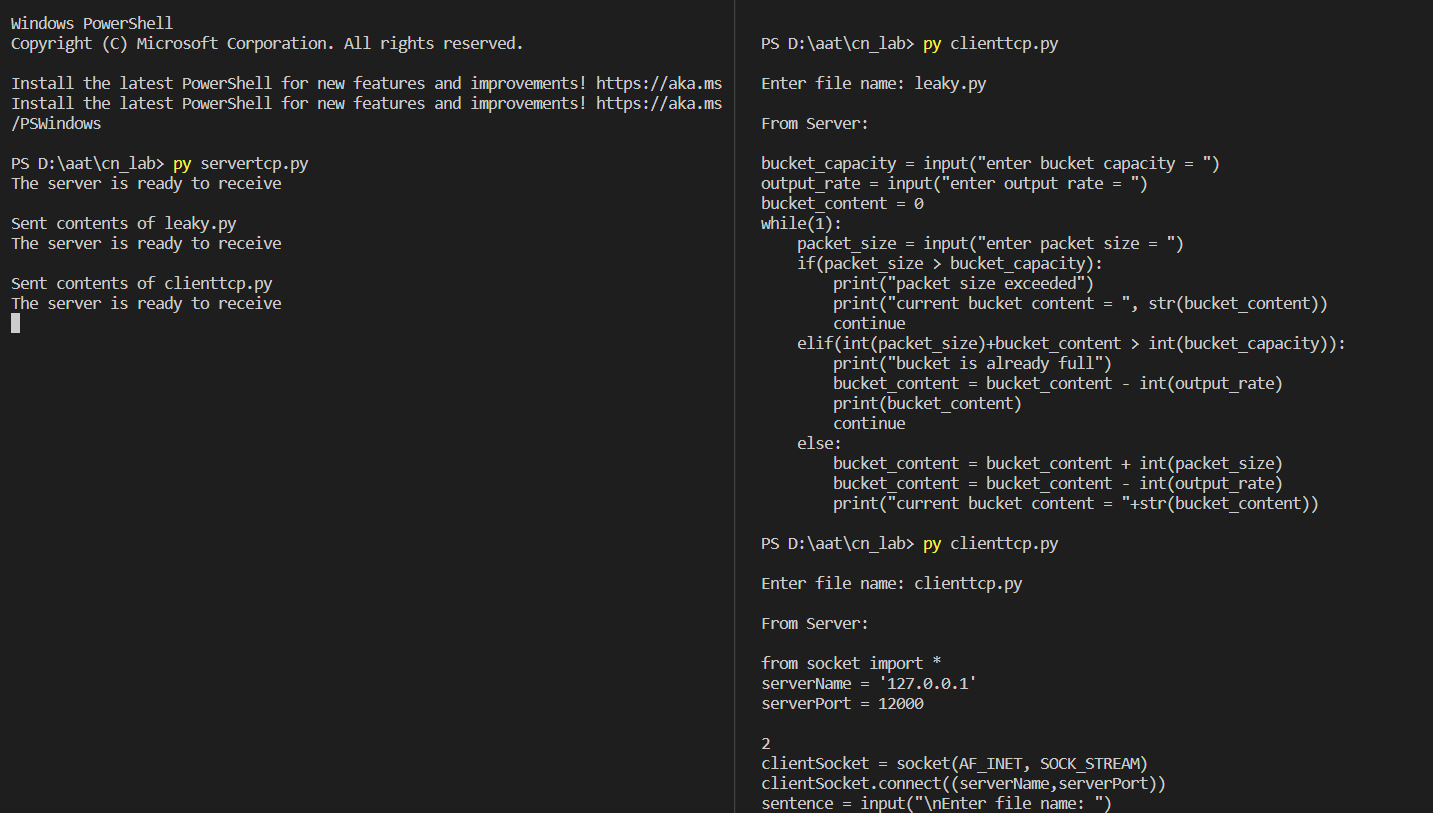 Windows PowerShell
Copyright (C) Microsoft Corporation. All rights reserved.

Install the latest PowerShell for new features and improvements! https://aka.ms
Install the latest PowerShell for new features and improvements! https://aka.ms
/PSWindows

PS D:\aat\cn_lab> py servertcp.py
The server is ready to receive

Sent contents of leaky.py
The server is ready to receive

Sent contents of clienttcp.py
The server is ready to receive

PS D:\aat\cn_lab> py clienttcp.py

Enter file name: leaky.py

From Server:

bucket_capacity = input("enter bucket capacity = ")
output_rate = input("enter output rate = ")
bucket_content = 0
while(1):
    packet_size = input("enter packet size = ")
    if(packet_size > bucket_capacity):
        print("packet size exceeded")
        print("current bucket content = ", str(bucket_content))
        continue
    elif(int(packet_size)+bucket_content > int(bucket_capacity)):
        print("bucket is already full")
        bucket_content = bucket_content - int(output_rate)
        print(bucket_content)
        continue
    else:
        bucket_content = bucket_content + int(packet_size)
        bucket_content = bucket_content - int(output_rate)
        print("current bucket content = "+str(bucket_content))

PS D:\aat\cn_lab> py clienttcp.py

Enter file name: clienttcp.py

From Server:

from socket import *
serverName = '127.0.0.1'
serverPort = 12000

2
clientSocket = socket(AF_INET, SOCK_STREAM)
clientSocket.connect((serverName,serverPort))
sentence = input("\nEnter file name: ")